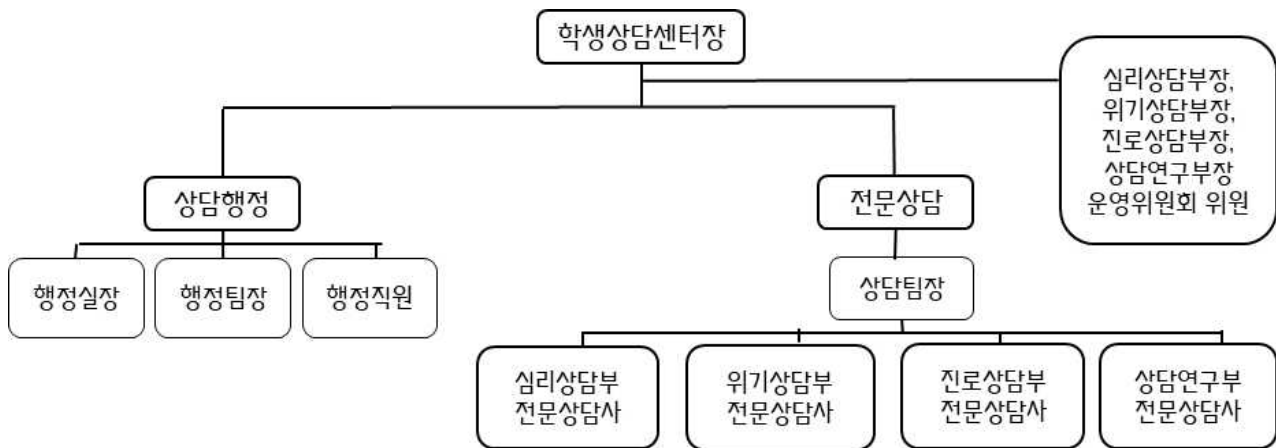 학생상담센터장
심리상담부장,
위기상담부장,
진로상담부장,
상담연구부장
운영위원회 위원
상담행정
전문상담
행정실장
행정팀장
행정직원
상담팀장
심리상담부
전문상담사
위기상담부
전문상담사
진로상담부
전문상담사
상담연구부
전문상담사